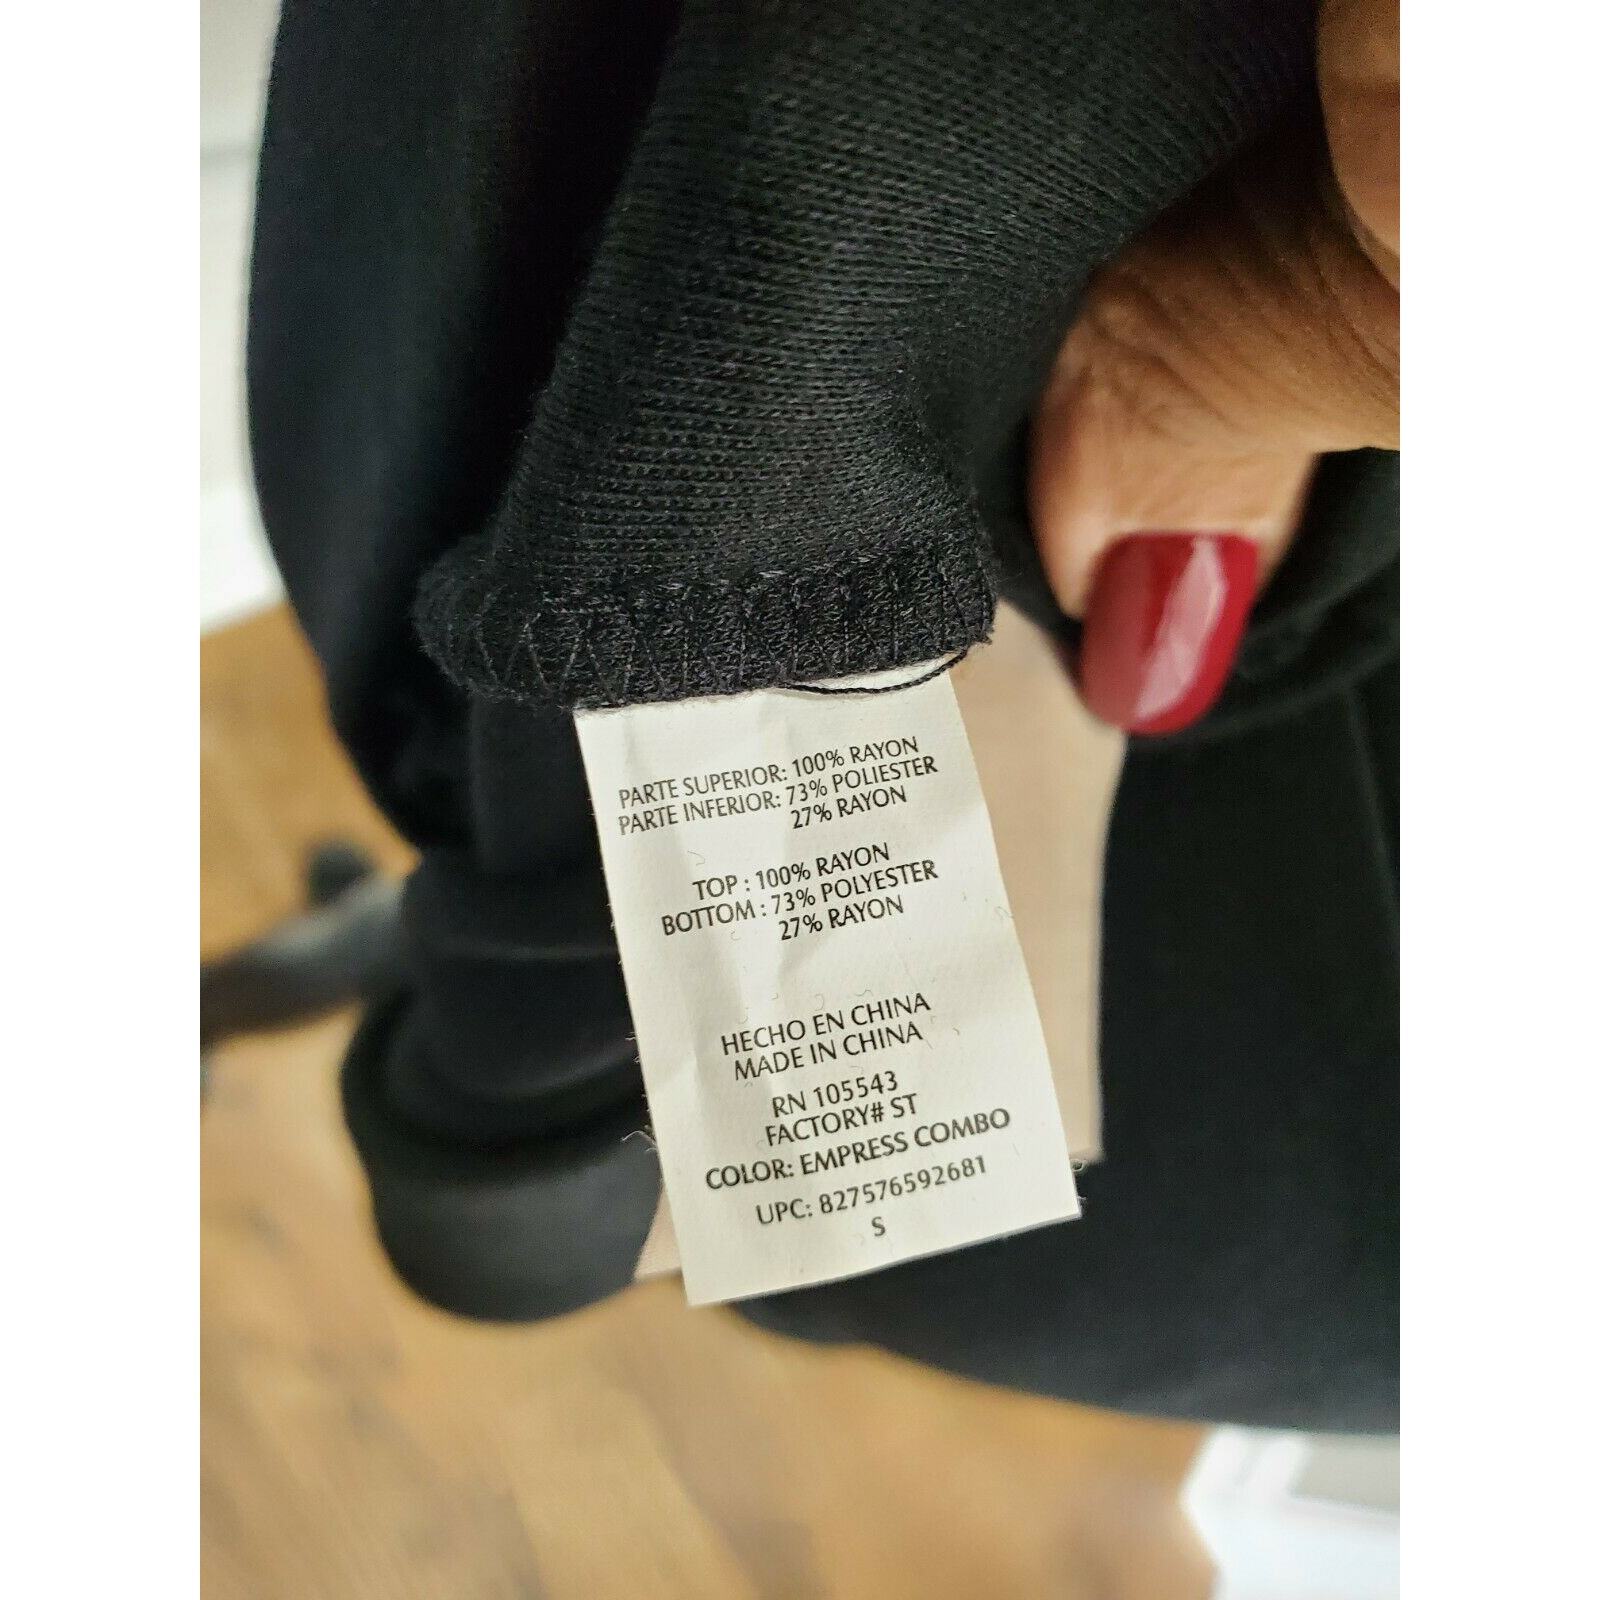 PARTE SUPERIOR: 100% RAYON
PARTE INFERIOR: 73% POLIESTER
27% RAYON
TOP : 100% RAYON
BOTTOM : 73% POLYESTER
27% RAYON
HECHO EN CHINA
MADE IN CHINA
RN 105543
FACTORY# ST
COLOR: EMPRESS COMBO
UPC: 827576592681
S